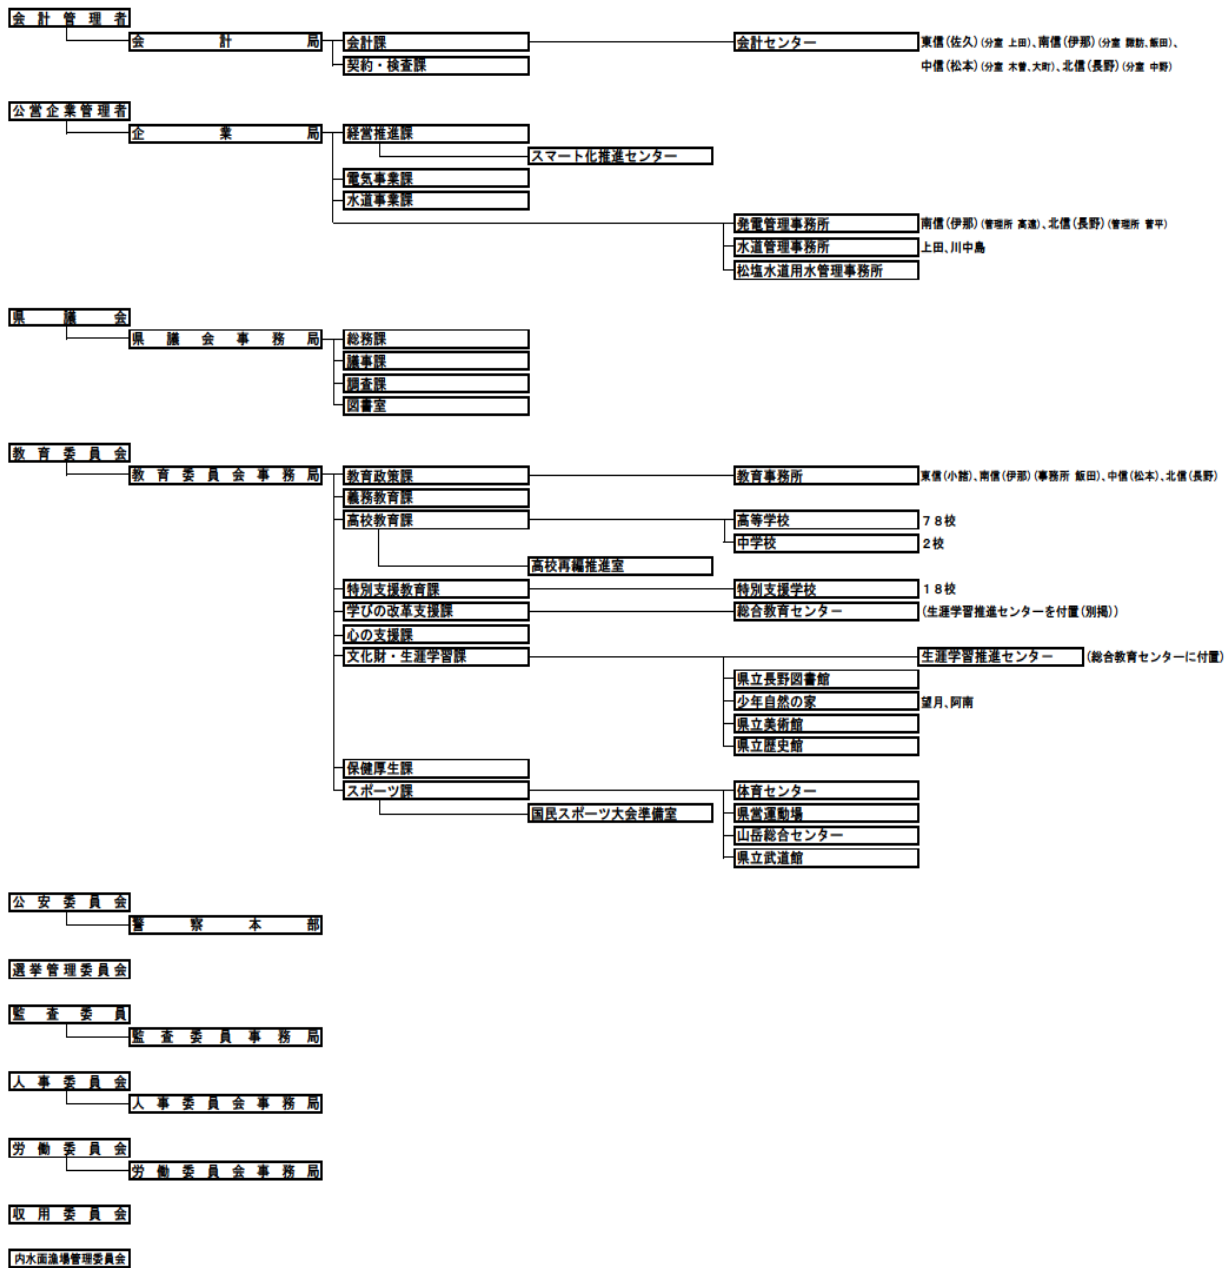 会計管理者
会計局 会計課 会計センター 東信(佐久)(分室 上田)、南信(伊那)(分室 諏訪、飯田)、
契約・検査課 中信(松本)(分室 木曽、大町)、北信(長野)(分室 中野)
公営企業管理者
企業局 経営推進課
スマート化推進センター
電気事業課
水道事業課
発電管理事務所 南信(伊那)(管理所 高遠)、北信(長野)(管理所 菅平)
水道管理事務所 上田、川中島
松塩水道用水管理事務所
県議会
県議会事務局 総務課
議事課
調査課
図書室
教育委員会
教育委員会事務局 教育政策課 教育事務所 東信(小諸)、南信(伊那)(事務所 飯田)、中信(松本)、北信(長野)
義務教育課
高校教育課 高等学校 78校
中学校 2校
高校再編推進室
特別支援教育課 特別支援学校 18校
学びの改革支援課 総合教育センター (生涯学習推進センターを付置(別掲))
心の支援課
文化財・生涯学習課 生涯学習推進センター (総合教育センターに付置)
県立長野図書館
少年自然の家 望月、阿南
県立美術館
県立歴史館
保健厚生課
スポーツ課 体育センター
国民スポーツ大会準備室 県営運動場
山岳総合センター
県立武道館
公安委員会
警察本部
選挙管理委員会
監査委員
監査委員事務局
人事委員会
人事委員会事務局
労働委員会
労働委員会事務局
収用委員会
内水面漁場管理委員会